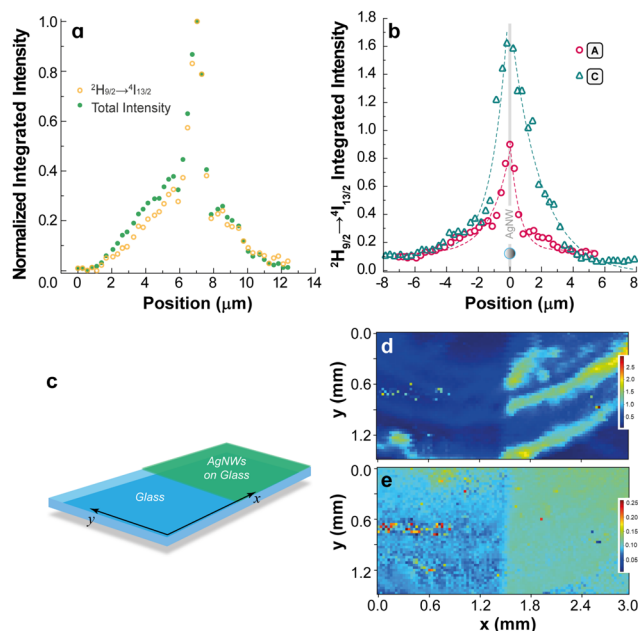 a
Normalized Integrated Intensity
1.0
0.8
0.6
0.4
0.2
0.0
²H₉/₂→⁴I₁₃/₂
Total Intensity
0 2 4 6 8 10 12 14
Position (μm)
b
²H₉/₂→⁴I₁₃/₂ Integrated Intensity
1.8
1.6
1.4
1.2
1.0
0.8
0.6
0.4
0.2
0.0
A
C
AgNW
-8 -6 -4 -2 0 2 4 6 8
Position (μm)
c
Glass
AgNWs
on Glass
x
y
d
y (mm)
0.0
0.6
1.2
2.5
2.0
1.5
1.0
0.5
e
y (mm)
0.0
0.6
1.2
0.25
0.20
0.15
0.10
0.05
0.0 0.6 1.2 1.8 2.4 3.0
x (mm)